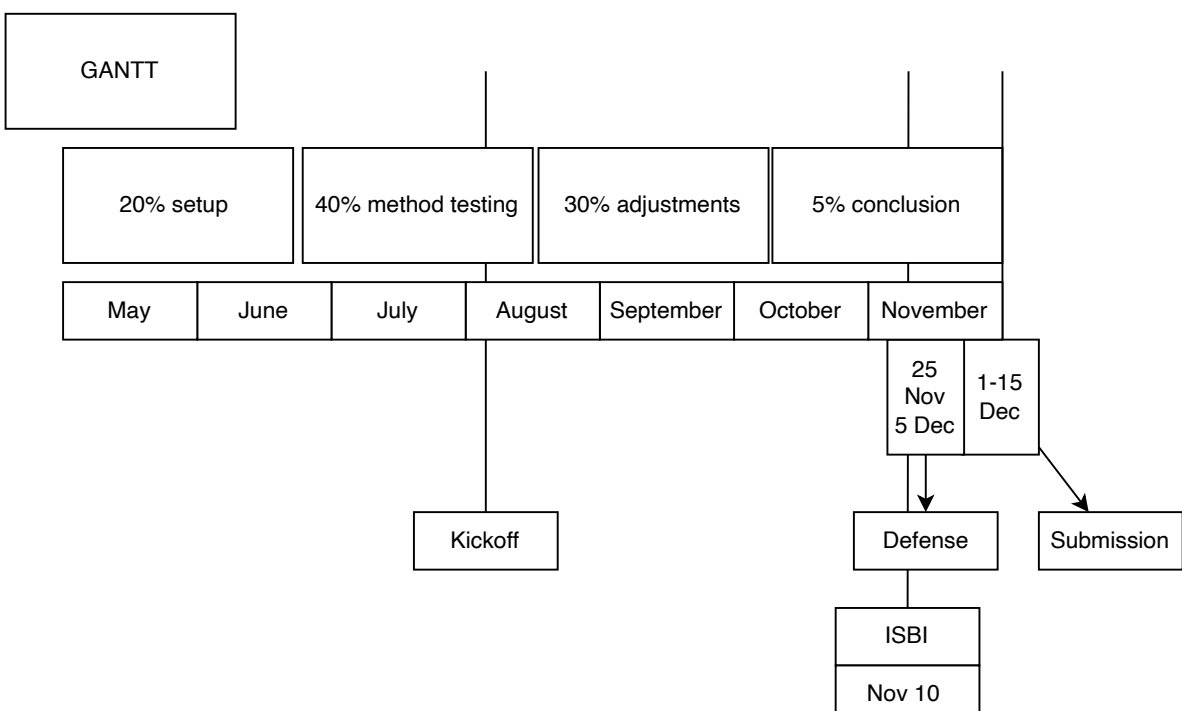 GANTT
20% setup
40% method testing
30% adjustments
5% conclusion
May
June
July
August
September
October
November
25
Nov
5 Dec
1-15
Dec
Kickoff
Defense
Submission
ISBI
Nov 10